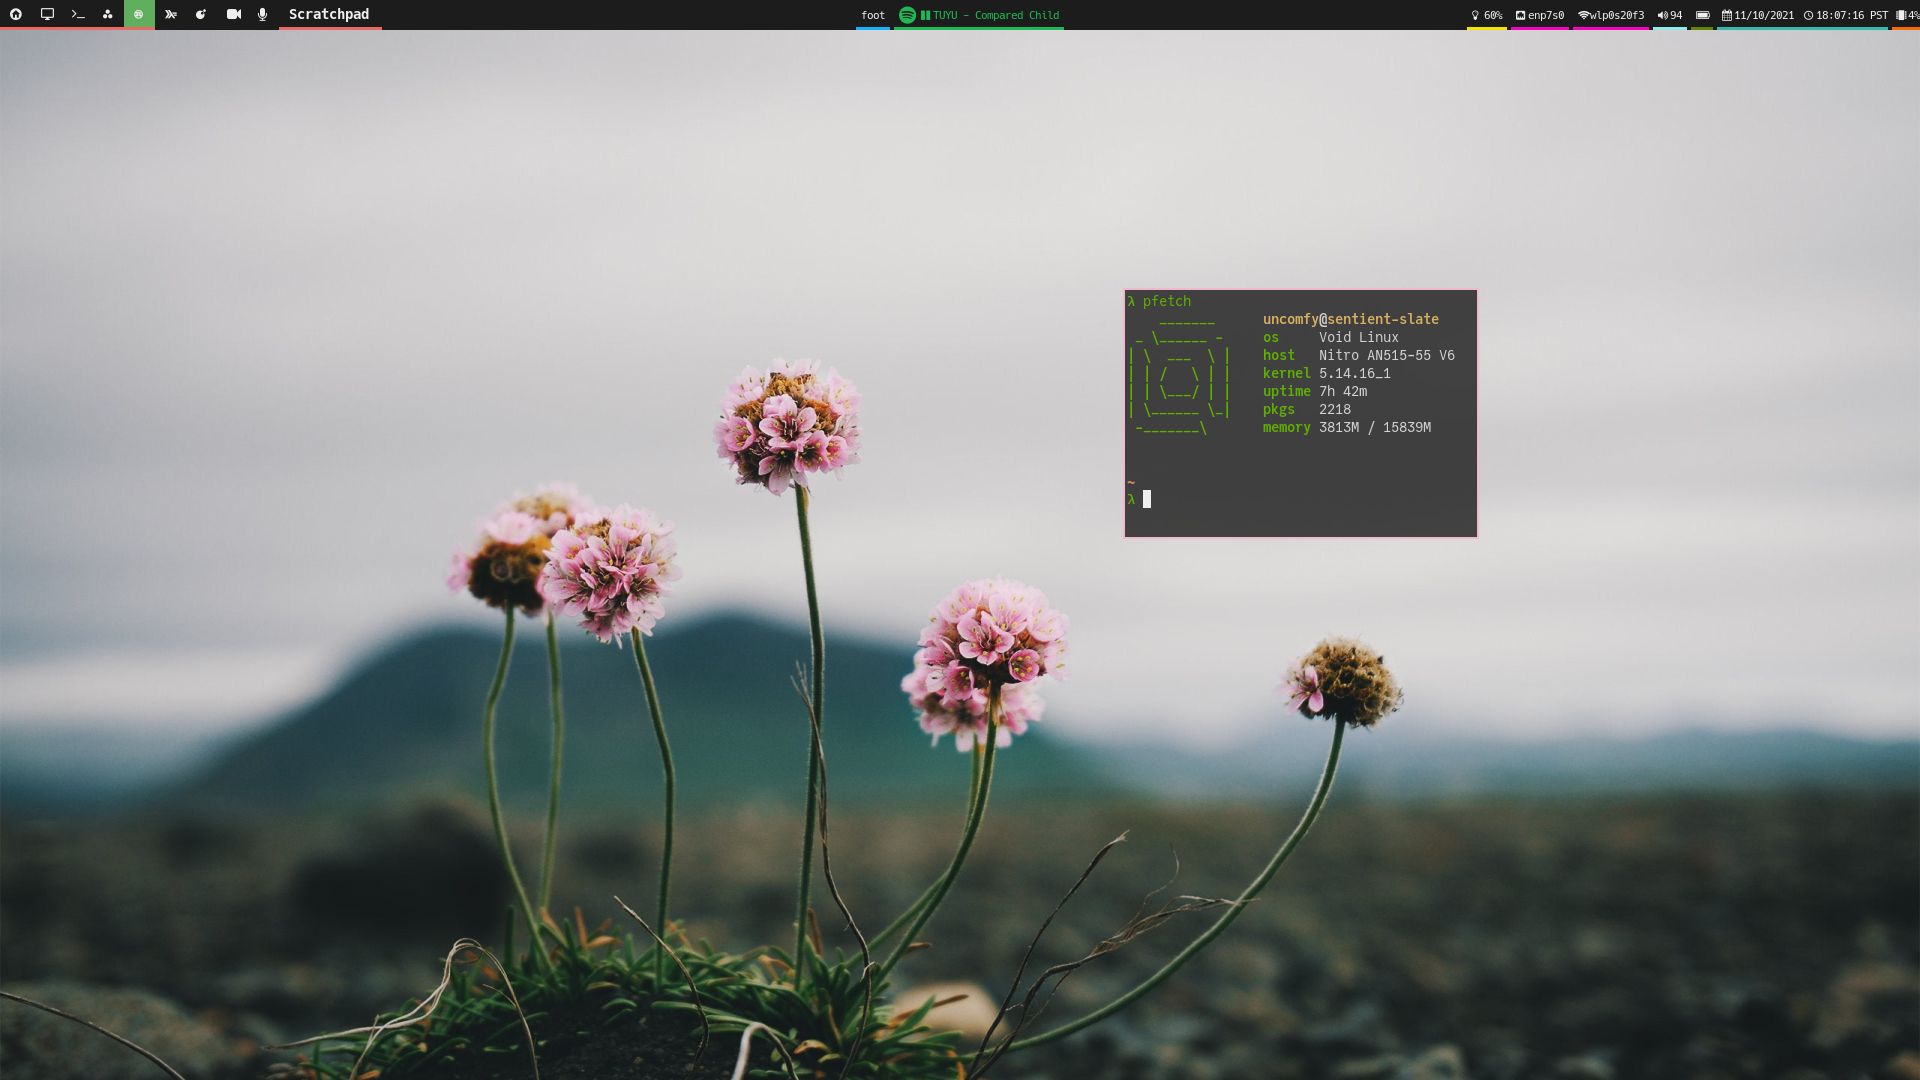 Scratchpad
foot
TUYU - Compared Child
60%
enp7s0
wlp0s20f3
94
11/10/2021
18:07:16 PST
4%
λ pfetch
uncomfy@sentient-slate
os Void Linux
host Nitro AN515-55 V6
kernel 5.14.16_1
uptime 7h 42m
pkgs 2218
memory 3813M / 15839M
~
λ